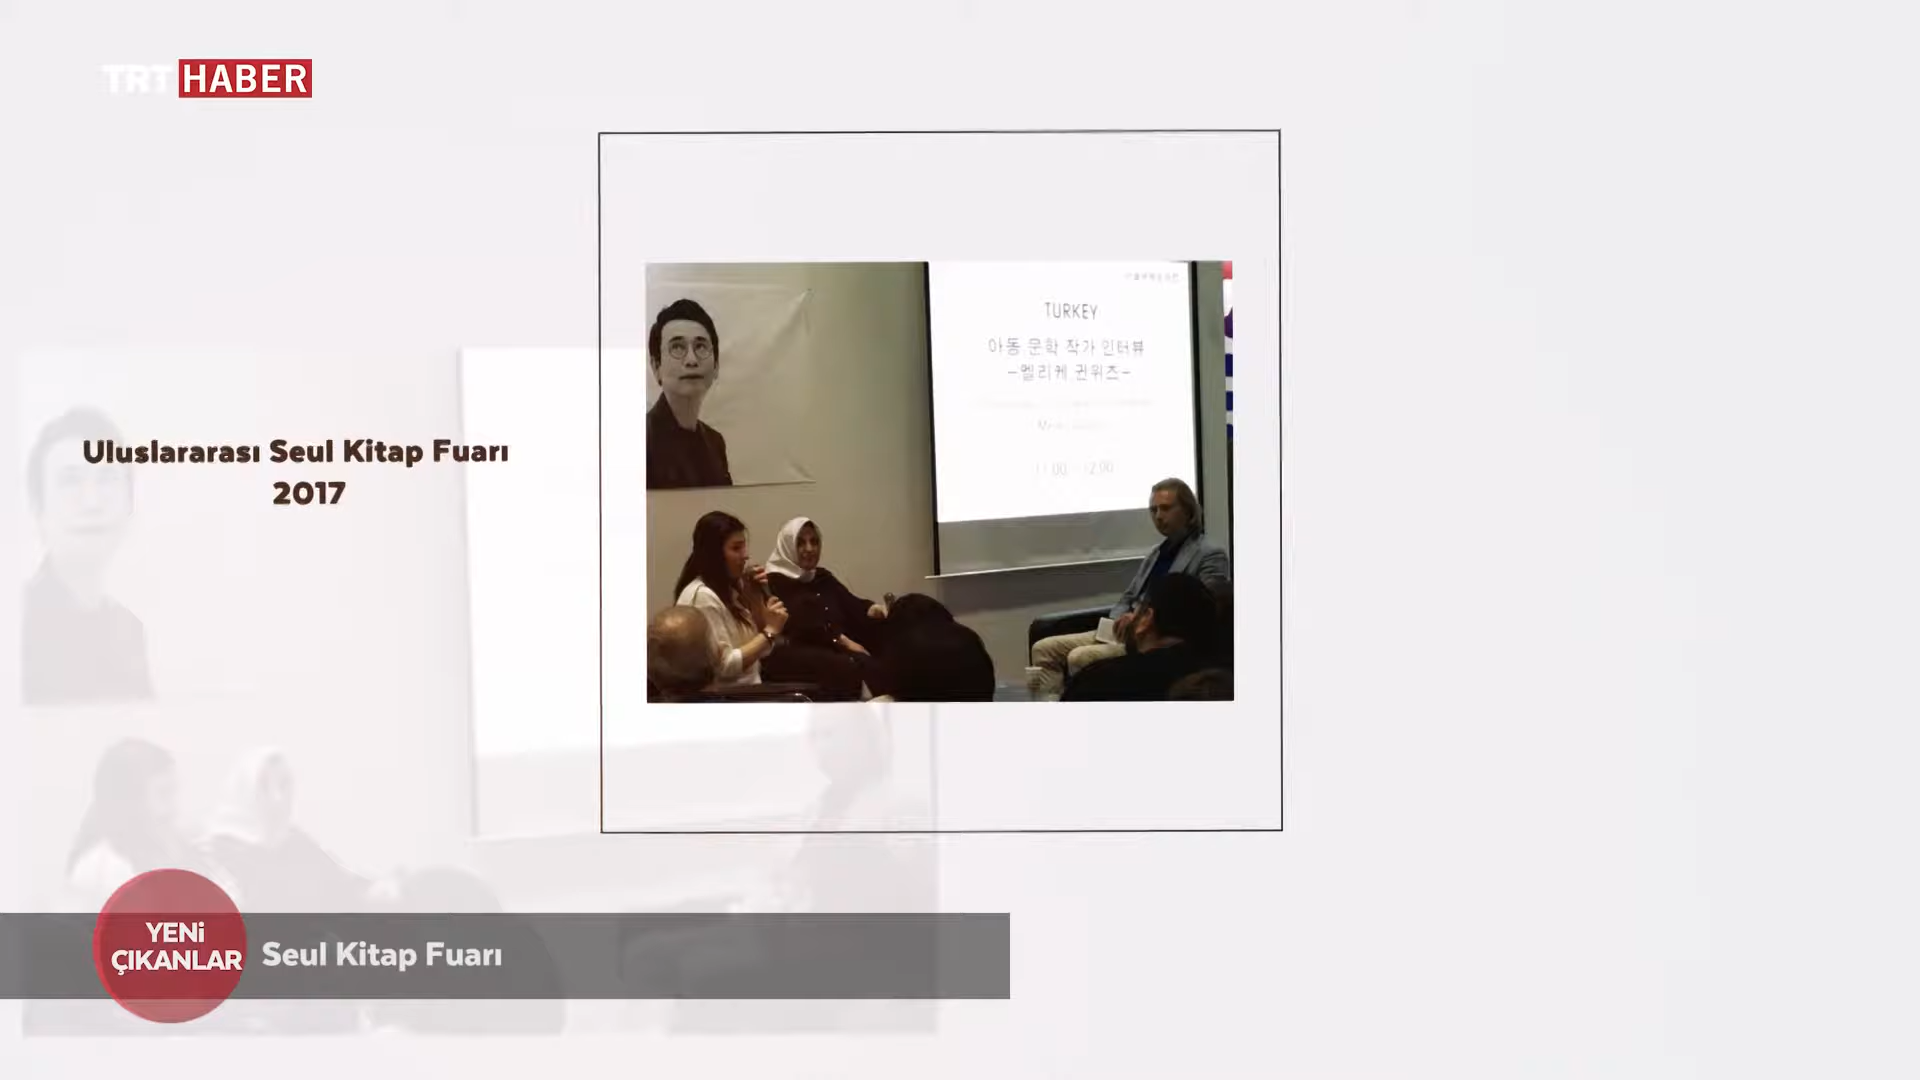 TRT HABER
TURKEY
아동 문학 작가 인터뷰
-멜리케 귄위즈-
Uluslararası Seul Kitap Fuarı
2017
YENİ
ÇIKANLAR
Seul Kitap Fuarı